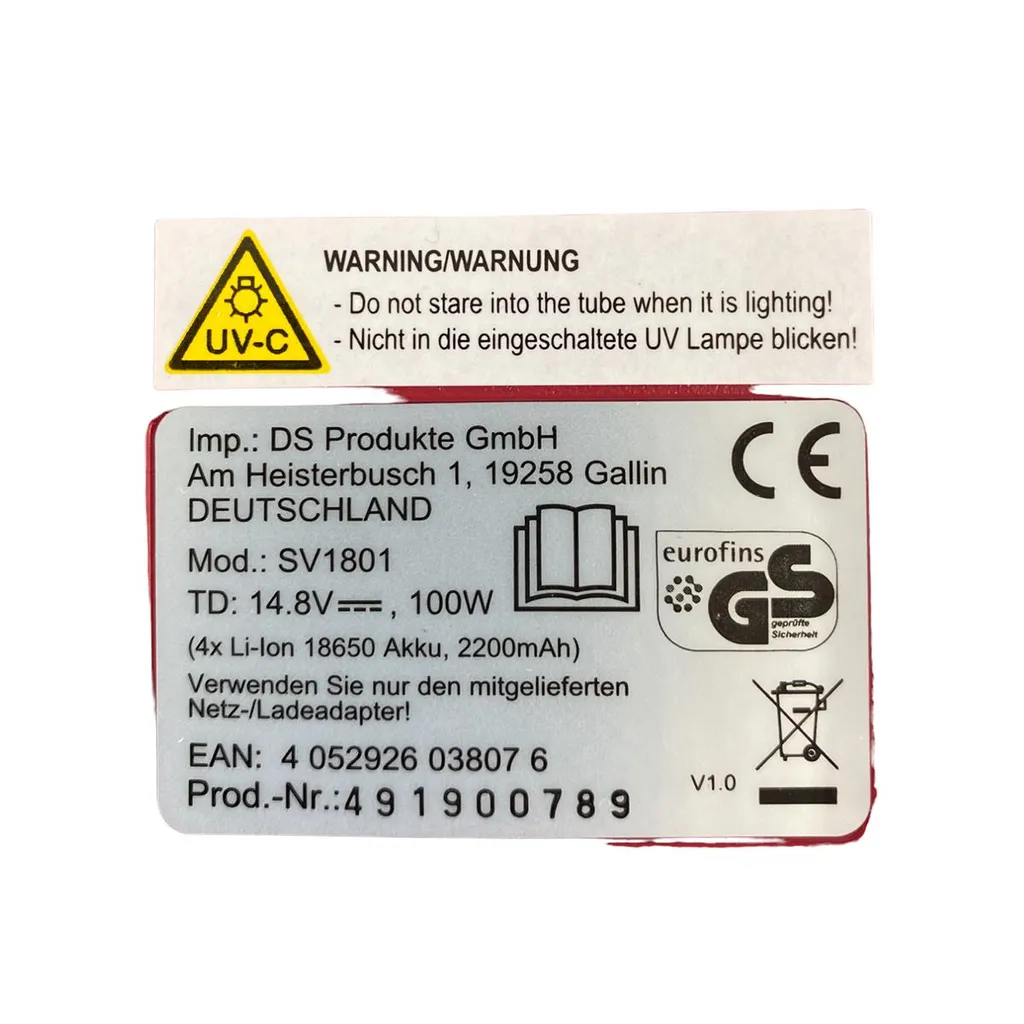 WARNING/WARNUNG
- Do not stare into the tube when it is lighting!
- Nicht in die eingeschaltete UV Lampe blicken!
UV-C
Imp.: DS Produkte GmbH
Am Heisterbusch 1, 19258 Gallin
DEUTSCHLAND
CE
Mod.: SV1801
TD: 14.8V⎓, 100W
(4x Li-Ion 18650 Akku, 2200mAh)
eurofins
GS
geprüfte
Sicherheit
Verwenden Sie nur den mitgelieferten
Netz-/Ladeadapter!
EAN: 4 052926 03807 6
Prod.-Nr.:491900789
V1.0